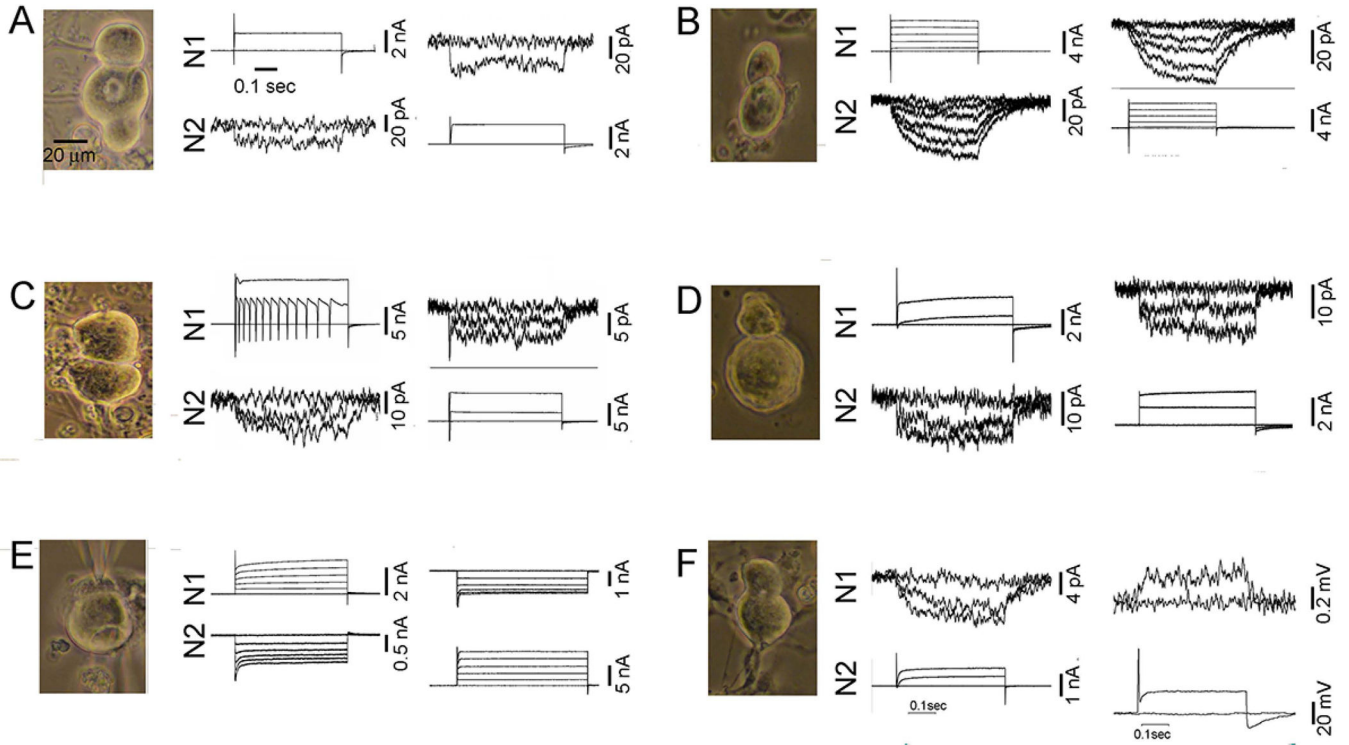 A
N1
2 nA
20 pA
0.1 sec
N2
20 pA
2 nA
20 μm
B
N1
4 nA
20 pA
N2
20 pA
4 nA
C
N1
5 nA
5 pA
N2
10 pA
5 nA
D
N1
2 nA
10 pA
N2
10 pA
2 nA
E
N1
2 nA
1 nA
N2
0.5 nA
5 nA
F
N1
4 pA
0.2 mV
N2
1 nA
20 mV
0.1sec
0.1sec